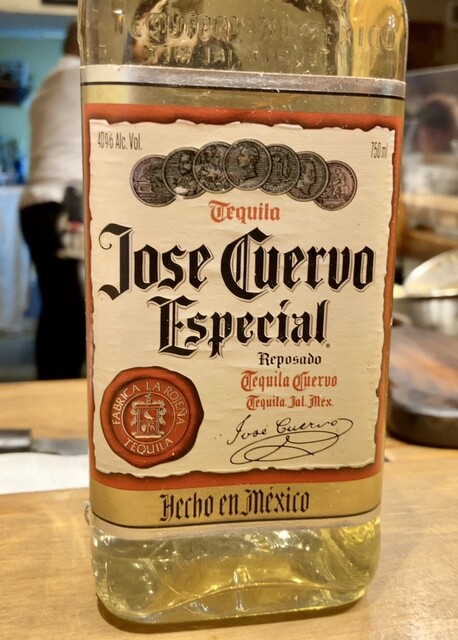 40% Alc. Vol.
750 ml
Tequila
Jose Cuervo
Especial
Reposado
Tequila Cuervo
Tequila. Jal. Mex.
FABRICA LA ROJEÑA
TEQUILA
José Cuervo
Hecho en México